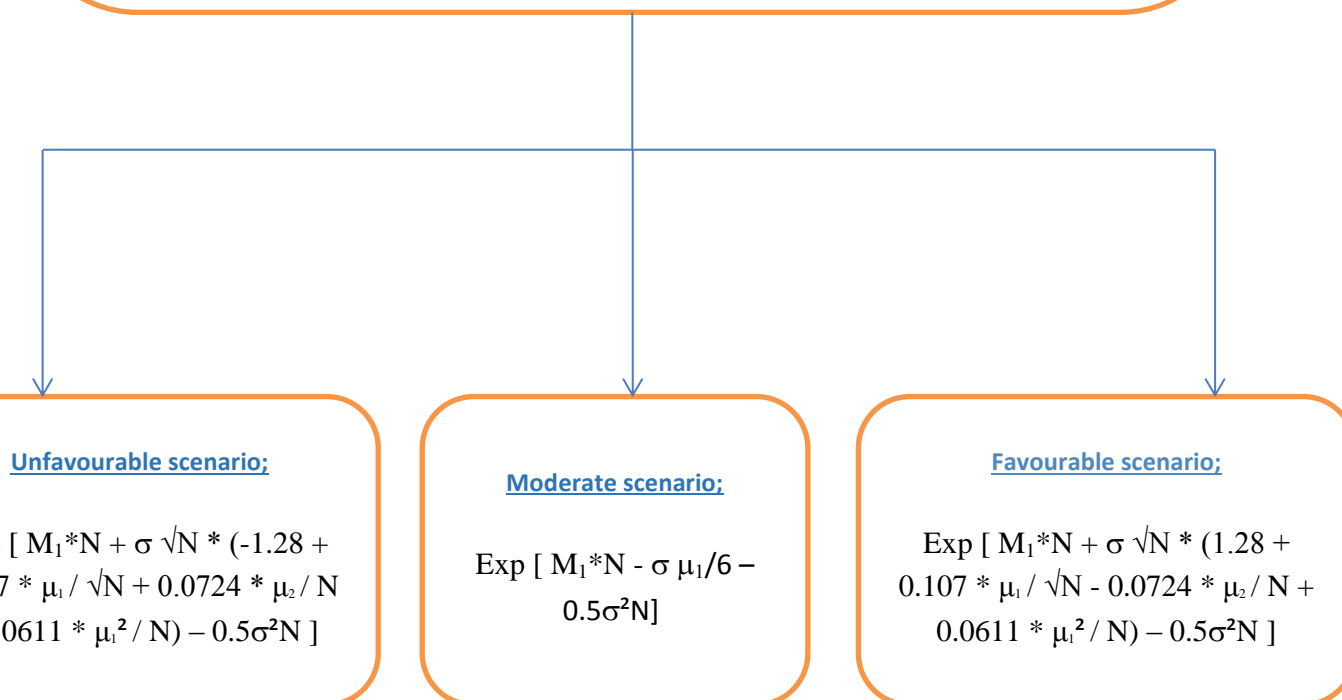 Unfavourable scenario;
[ M₁*N + σ √N * (-1.28 +
7 * μ₁ / √N + 0.0724 * μ₂ / N
0611 * μ₁² / N) – 0.5σ²N ]
Moderate scenario;
Exp [ M₁*N - σ μ₁/6 –
0.5σ²N]
Favourable scenario;
Exp [ M₁*N + σ √N * (1.28 +
0.107 * μ₁ / √N - 0.0724 * μ₂ / N +
0.0611 * μ₁² / N) – 0.5σ²N ]